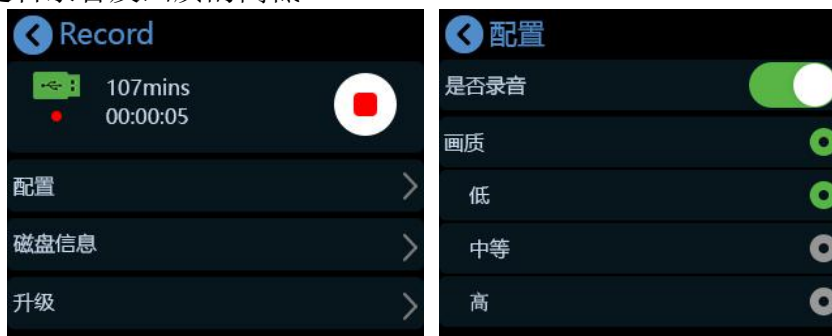 Record
107mins
00:00:05
配置
磁盘信息
升级
配置
是否录音
画质
低
中等
高